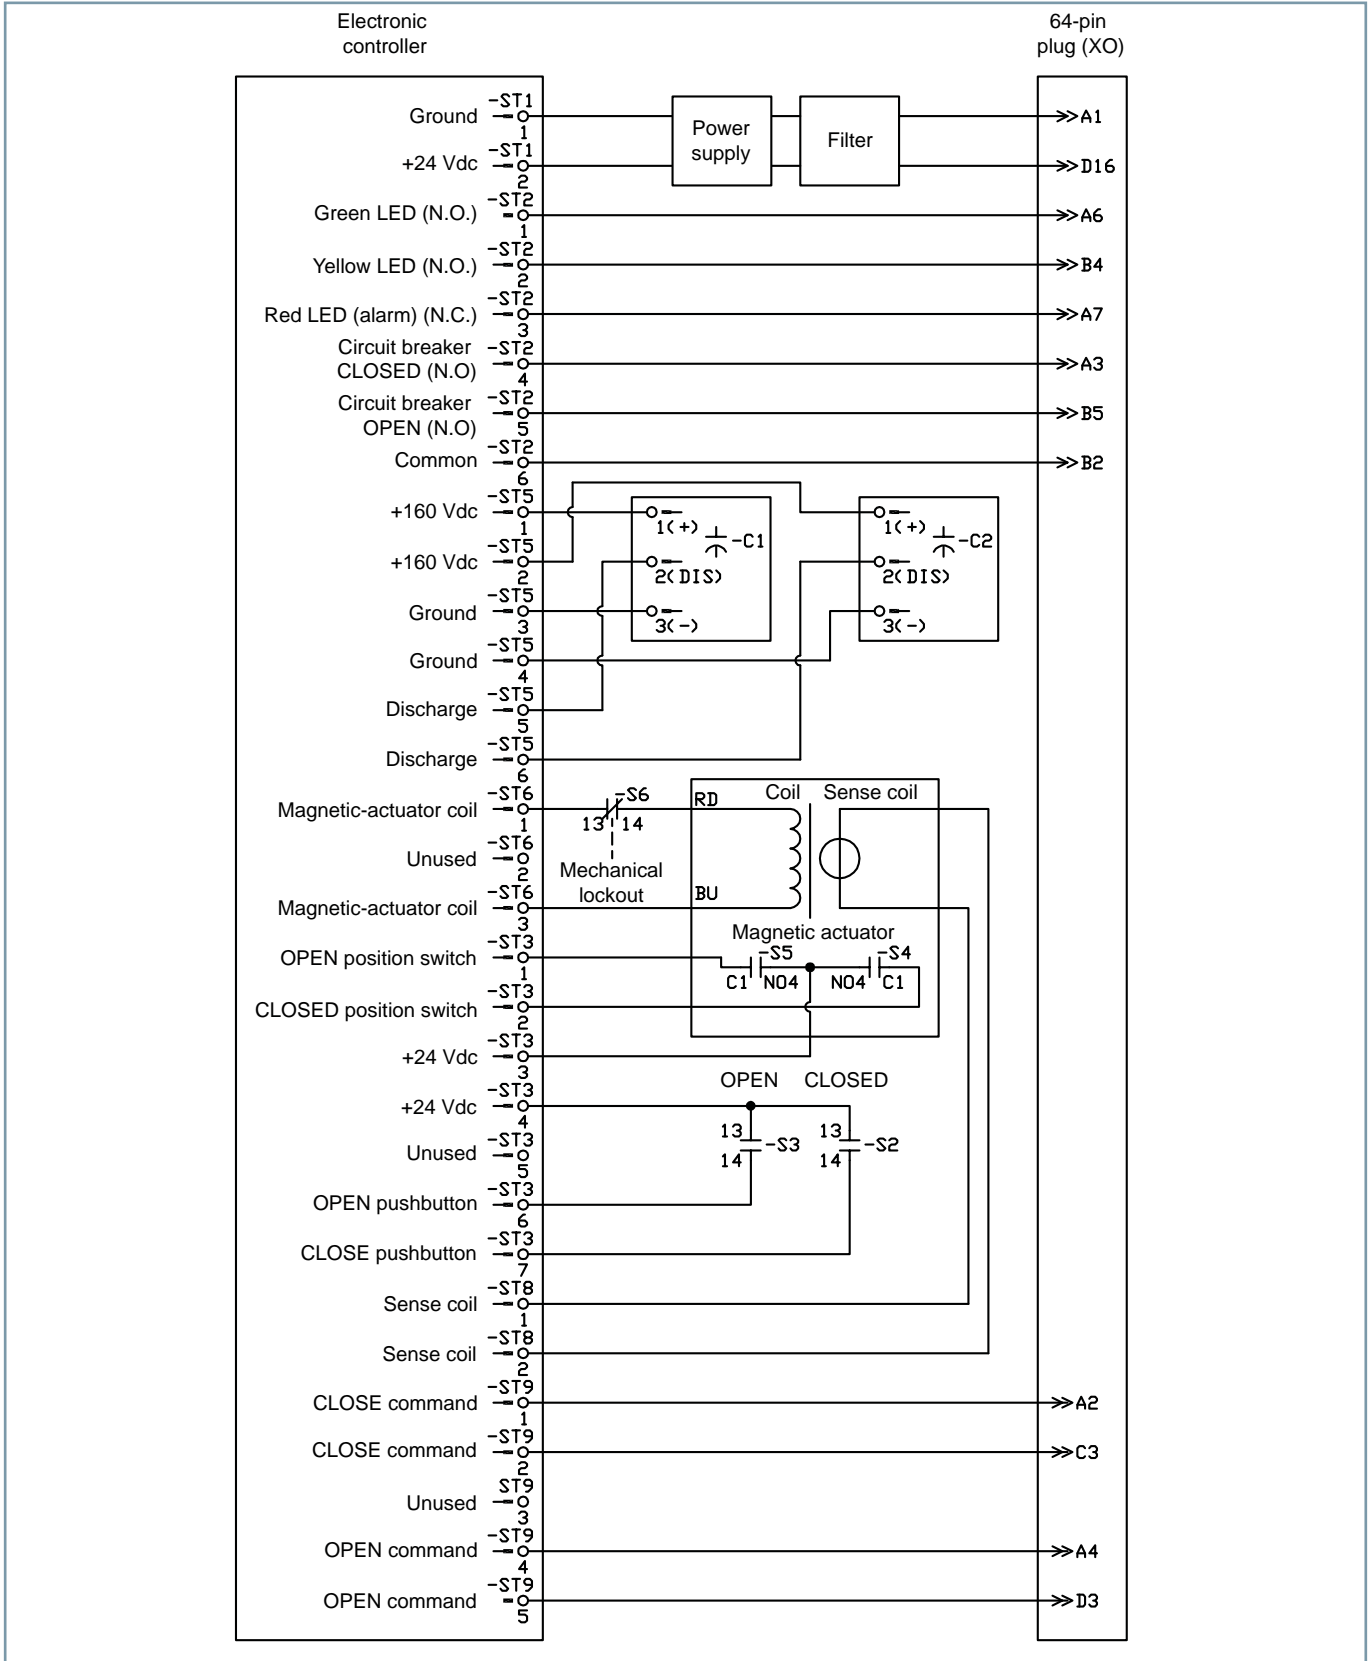 Electronic
controller
64-pin
plug (XO)
Ground
-ST1
1
Power
supply
Filter
A1
+24 Vdc
-ST1
2
D16
Green LED (N.O.)
-ST2
1
A6
Yellow LED (N.O.)
-ST2
2
B4
Red LED (alarm) (N.C.)
-ST2
3
A7
Circuit breaker
CLOSED (N.O)
-ST2
4
A3
Circuit breaker
OPEN (N.O)
-ST2
5
B5
Common
-ST2
6
B2
+160 Vdc
-ST5
1
1(+)
-C1
1(+)
-C2
+160 Vdc
-ST5
2
2(DIS)
2(DIS)
Ground
-ST5
3
3(-)
3(-)
Ground
-ST5
4
Discharge
-ST5
5
Discharge
-ST5
6
Magnetic-actuator coil
-ST6
1
-S6
13 14
RD
Coil
Sense coil
Unused
-ST6
2
Mechanical
lockout
Magnetic-actuator coil
-ST6
3
BU
Magnetic actuator
OPEN position switch
-ST3
1
-S5
C1 NO4
-S4
NO4 C1
CLOSED position switch
-ST3
2
+24 Vdc
-ST3
3
OPEN CLOSED
+24 Vdc
-ST3
4
13
14
-S3
13
14
-S2
Unused
-ST3
5
OPEN pushbutton
-ST3
6
CLOSE pushbutton
-ST3
7
Sense coil
-ST8
1
Sense coil
-ST8
2
CLOSE command
-ST9
1
A2
CLOSE command
-ST9
2
C3
Unused
ST9
3
OPEN command
-ST9
4
A4
OPEN command
-ST9
5
D3